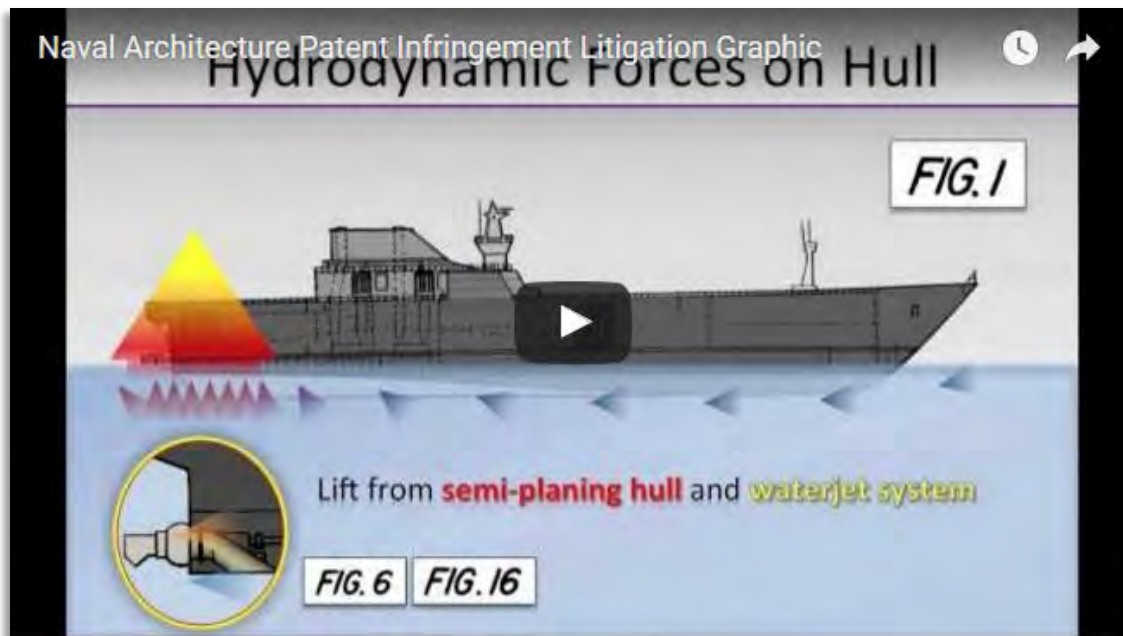 Naval Architecture Patent Infringement Litigation Graphic
Hydrodynamic Forces on Hull
FIG. 1
Lift from semi-planing hull and waterjet system
FIG. 6 FIG. 16